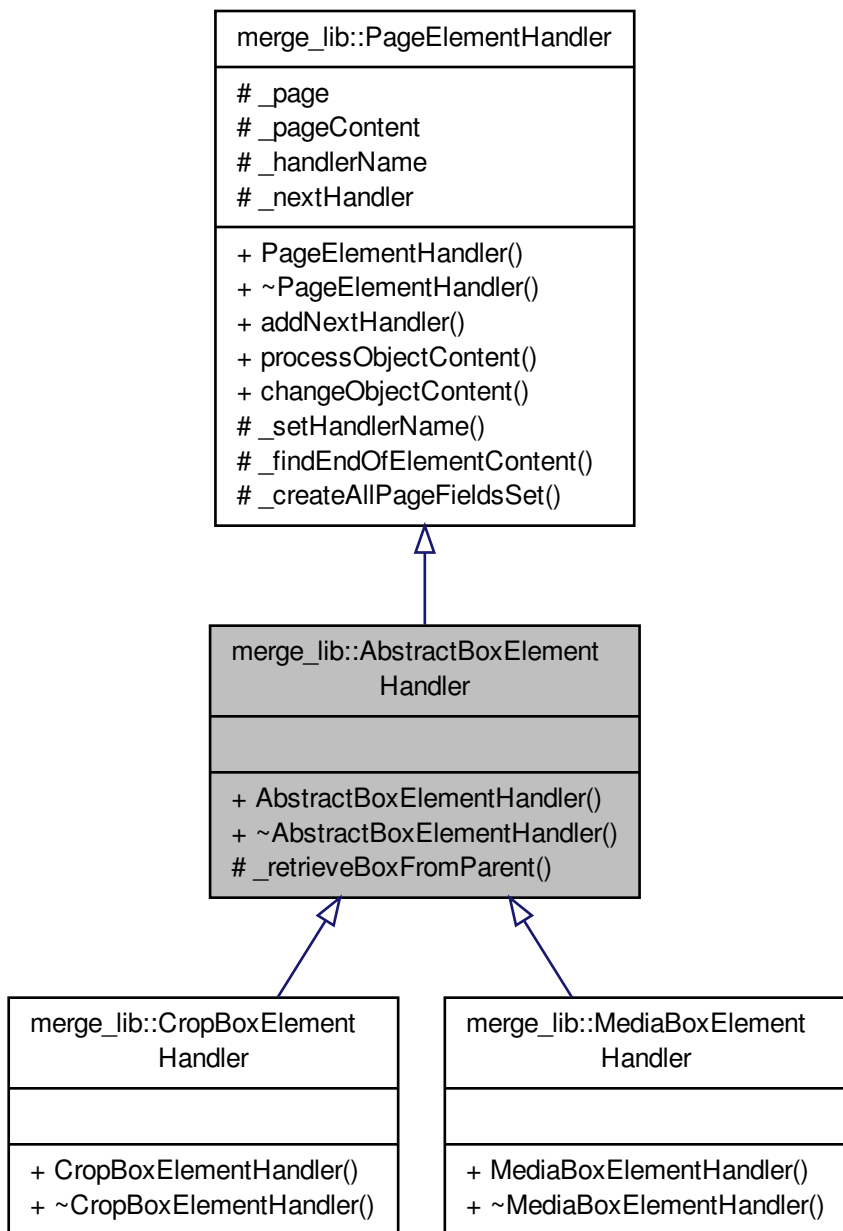 merge_lib::PageElementHandler
# _page
# _pageContent
# _handlerName
# _nextHandler
+ PageElementHandler()
+ ~PageElementHandler()
+ addNextHandler()
+ processObjectContent()
+ changeObjectContent()
# _setHandlerName()
# _findEndOfElementContent()
# _createAllPageFieldsSet()
merge_lib::AbstractBoxElement
Handler
+ AbstractBoxElementHandler()
+ ~AbstractBoxElementHandler()
# _retrieveBoxFromParent()
merge_lib::CropBoxElement
Handler
+ CropBoxElementHandler()
+ ~CropBoxElementHandler()
merge_lib::MediaBoxElement
Handler
+ MediaBoxElementHandler()
+ ~MediaBoxElementHandler()